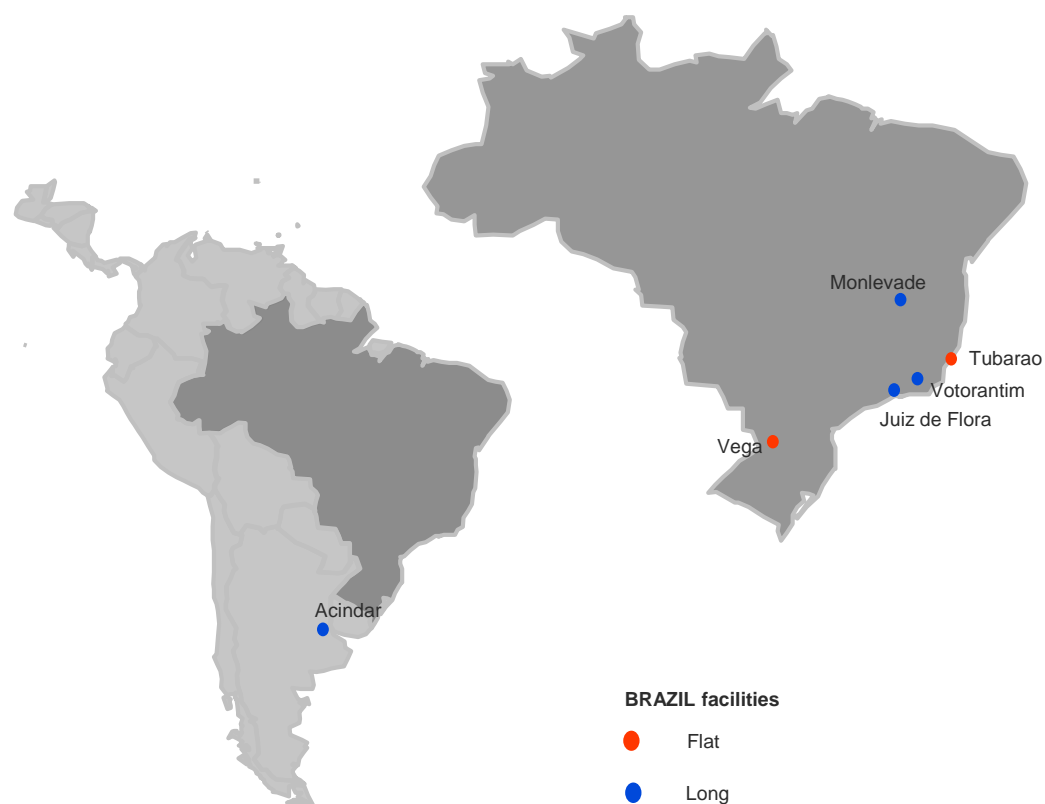 Monlevade
Tubarao
Votorantim
Juiz de Flora
Vega
Acindar
BRAZIL facilities
Flat
Long